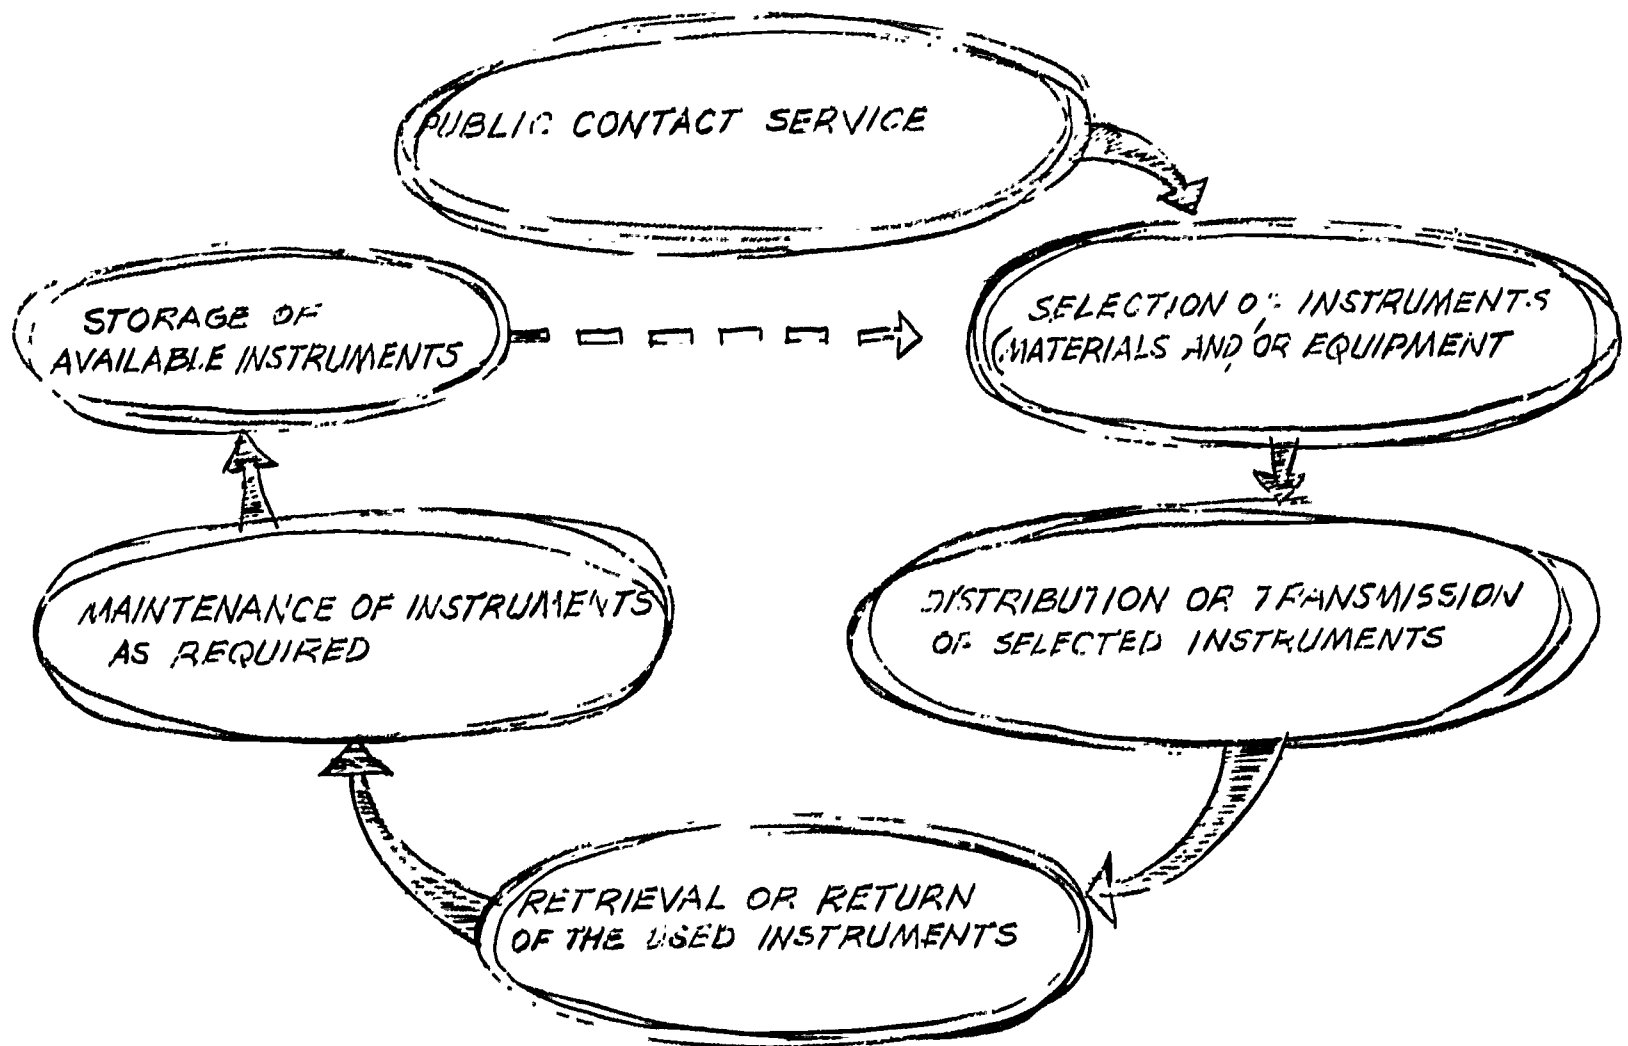 PUBLIC CONTACT SERVICE
STORAGE OF
AVAILABLE INSTRUMENTS
SELECTION OF INSTRUMENTS
MATERIALS AND/OR EQUIPMENT
MAINTENANCE OF INSTRUMENTS
AS REQUIRED
DISTRIBUTION OR TRANSMISSION
OF SELECTED INSTRUMENTS
RETRIEVAL OR RETURN
OF THE USED INSTRUMENTS